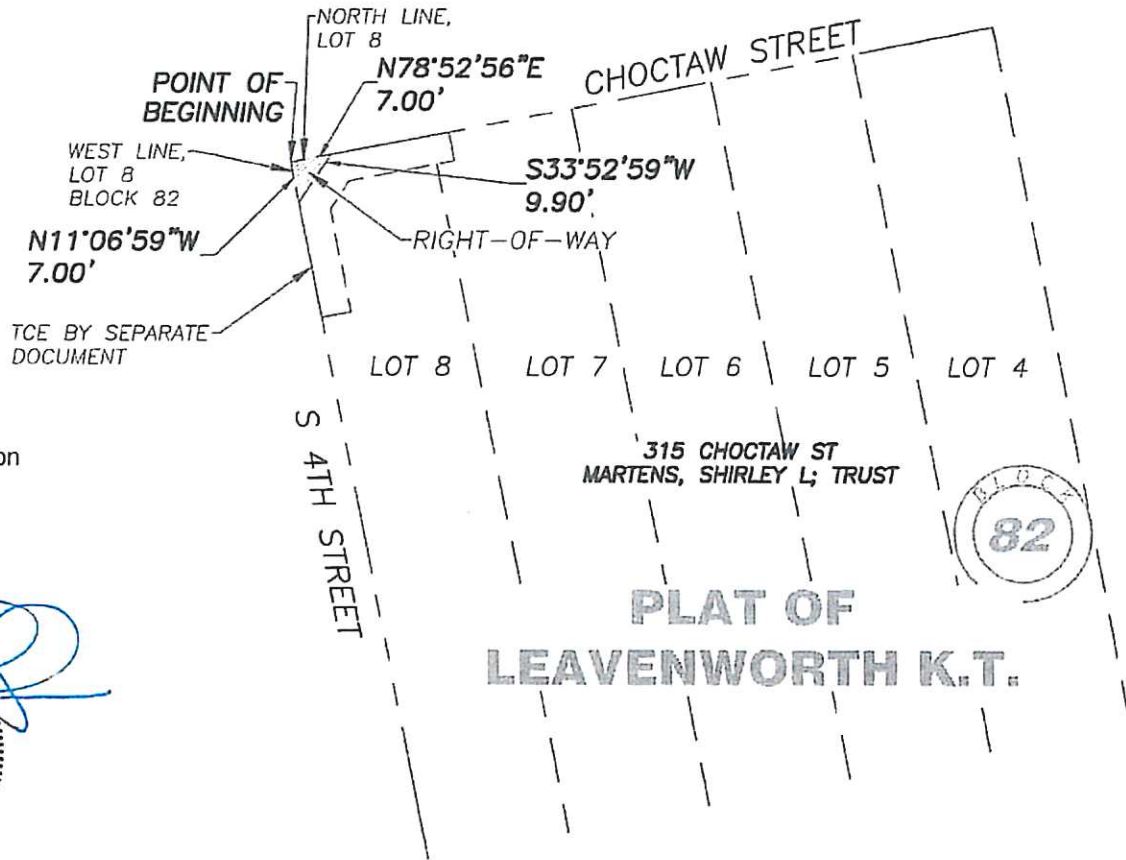 NORTH LINE,
LOT 8
POINT OF
BEGINNING
N78°52'56"E
7.00'
CHOCTAW STREET
WEST LINE,
LOT 8
BLOCK 82
S33°52'59"W
9.90'
N11°06'59"W
7.00'
RIGHT-OF-WAY
TCE BY SEPARATE
DOCUMENT
LOT 8
LOT 7
LOT 6
LOT 5
LOT 4
S 4TH STREET
on
315 CHOCTAW ST
MARTENS, SHIRLEY L; TRUST
BLOCK
82
PLAT OF
LEAVENWORTH K.T.